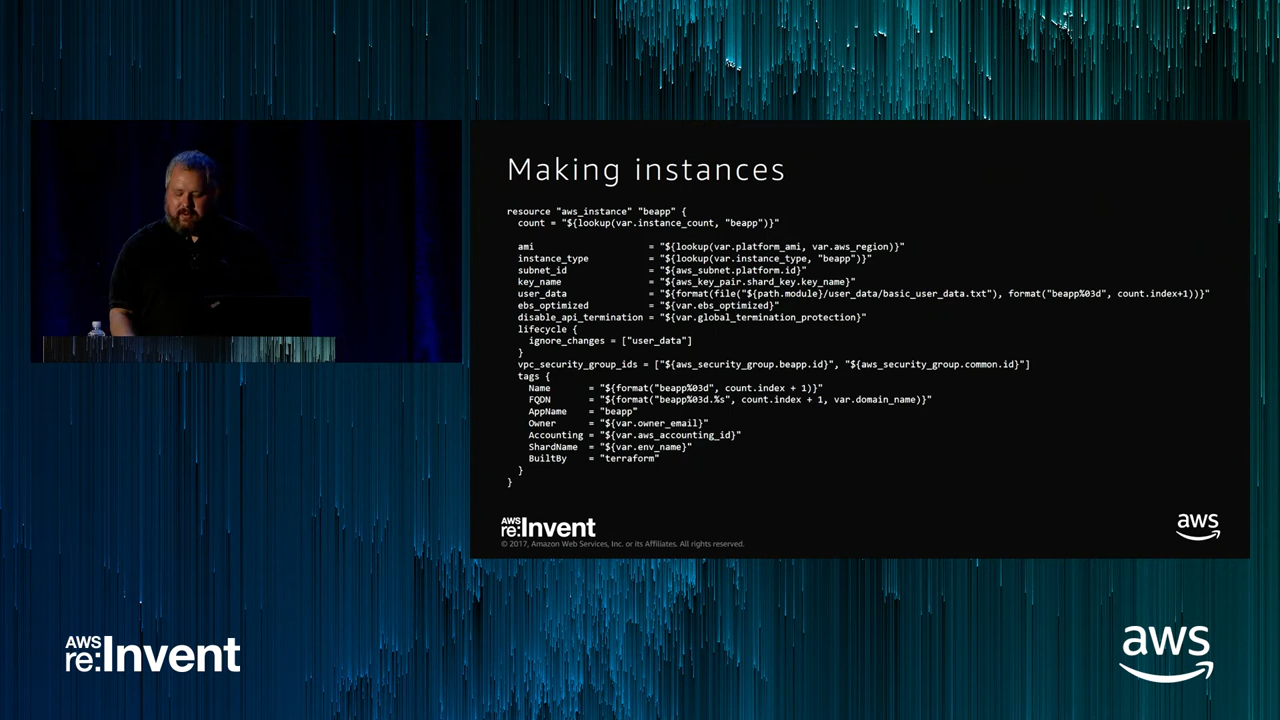 Making instances
resource "aws_instance" "beapp" {
count = "${lookup(var.instance_count, "beapp")}"
ami = "${lookup(var.platform_ami, var.aws_region)}"
instance_type = "${lookup(var.instance_type, "beapp")}"
subnet_id = "${aws_subnet.platform.id}"
key_name = "${aws_key_pair.shard_key.key_name}"
user_data = "${format(file("${path.module}/user_data/basic_user_data.txt"), format("beapp%03d", count.index+1))}"
ebs_optimized = "${var.ebs_optimized}"
disable_api_termination = "${var.global_termination_protection}"
lifecycle {
ignore_changes = ["user_data"]
}
vpc_security_group_ids = ["${aws_security_group.beapp.id}", "${aws_security_group.common.id}"]
tags {
Name = "${format("beapp%03d", count.index + 1)}"
FQDN = "${format("beapp%03d.%s", count.index + 1, var.domain_name)}"
AppName = "beapp"
Owner = "${var.owner_email}"
Accounting = "${var.aws_accounting_id}"
ShardName = "${var.env_name}"
BuiltBy = "terraform"
}
}
AWS
re:Invent
aws
© 2017, Amazon Web Services, Inc. or its Affiliates. All rights reserved.
AWS
re:Invent
aws